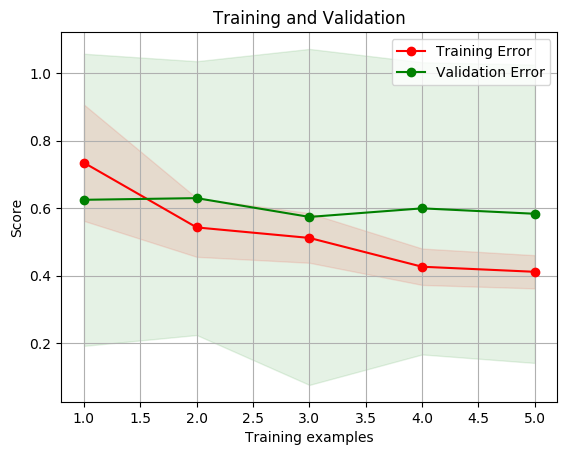 Training and Validation
Training Error
Validation Error
Score
1.0
0.8
0.6
0.4
0.2
1.0 1.5 2.0 2.5 3.0 3.5 4.0 4.5 5.0
Training examples